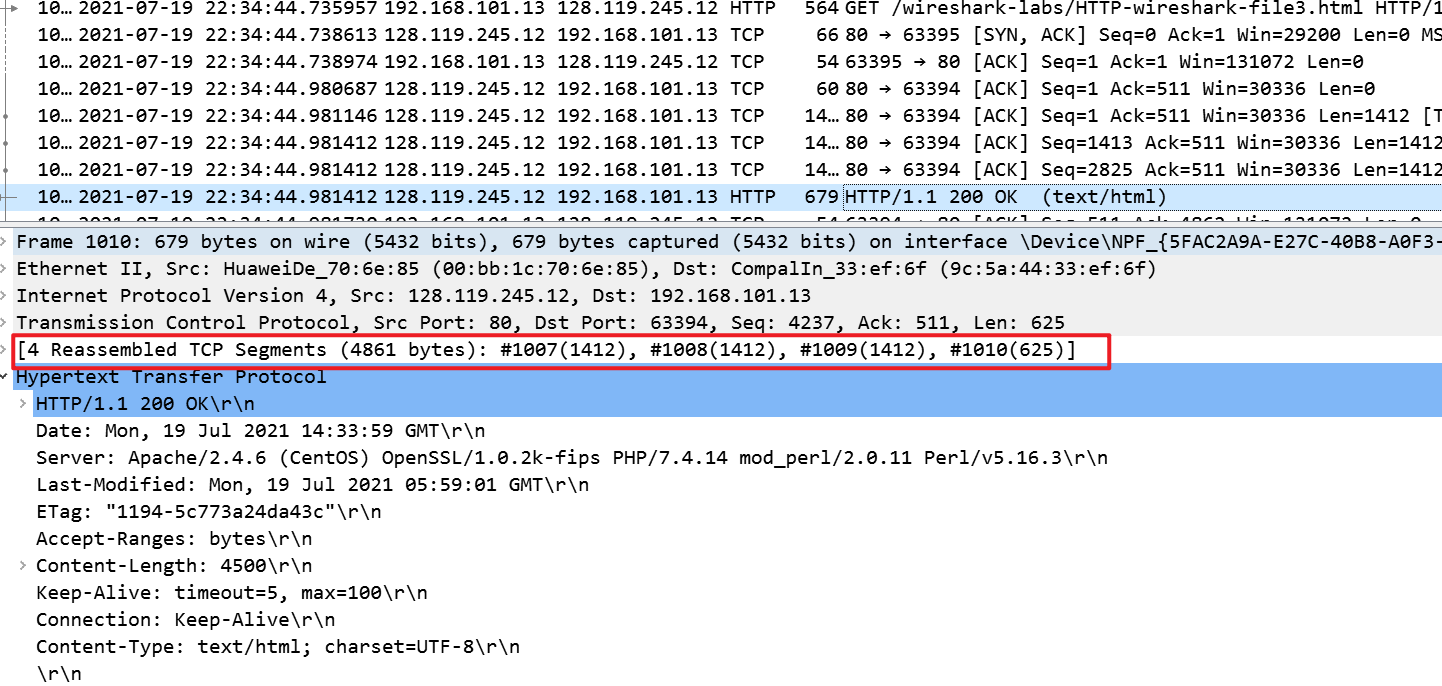 10… 2021-07-19 22:34:44.735957 192.168.101.13 128.119.245.12 HTTP 564 GET /wireshark-labs/HTTP-wireshark-file3.html HTTP/1
10… 2021-07-19 22:34:44.738613 128.119.245.12 192.168.101.13 TCP 66 80 → 63395 [SYN, ACK] Seq=0 Ack=1 Win=29200 Len=0 MS
10… 2021-07-19 22:34:44.738974 192.168.101.13 128.119.245.12 TCP 54 63395 → 80 [ACK] Seq=1 Ack=1 Win=131072 Len=0
10… 2021-07-19 22:34:44.980687 128.119.245.12 192.168.101.13 TCP 60 80 → 63394 [ACK] Seq=1 Ack=511 Win=30336 Len=0
10… 2021-07-19 22:34:44.981146 128.119.245.12 192.168.101.13 TCP 14… 80 → 63394 [ACK] Seq=1 Ack=511 Win=30336 Len=1412 [T
10… 2021-07-19 22:34:44.981412 128.119.245.12 192.168.101.13 TCP 14… 80 → 63394 [ACK] Seq=1413 Ack=511 Win=30336 Len=1412
10… 2021-07-19 22:34:44.981412 128.119.245.12 192.168.101.13 TCP 14… 80 → 63394 [ACK] Seq=2825 Ack=511 Win=30336 Len=1412
10… 2021-07-19 22:34:44.981412 128.119.245.12 192.168.101.13 HTTP 679 HTTP/1.1 200 OK (text/html)
Frame 1010: 679 bytes on wire (5432 bits), 679 bytes captured (5432 bits) on interface \Device\NPF_{5FAC2A9A-E27C-40B8-A0F3-
Ethernet II, Src: HuaweiDe_70:6e:85 (00:bb:1c:70:6e:85), Dst: CompalIn_33:ef:6f (9c:5a:44:33:ef:6f)
Internet Protocol Version 4, Src: 128.119.245.12, Dst: 192.168.101.13
Transmission Control Protocol, Src Port: 80, Dst Port: 63394, Seq: 4237, Ack: 511, Len: 625
[4 Reassembled TCP Segments (4861 bytes): #1007(1412), #1008(1412), #1009(1412), #1010(625)]
Hypertext Transfer Protocol
HTTP/1.1 200 OK\r\n
Date: Mon, 19 Jul 2021 14:33:59 GMT\r\n
Server: Apache/2.4.6 (CentOS) OpenSSL/1.0.2k-fips PHP/7.4.14 mod_perl/2.0.11 Perl/v5.16.3\r\n
Last-Modified: Mon, 19 Jul 2021 05:59:01 GMT\r\n
ETag: "1194-5c773a24da43c"\r\n
Accept-Ranges: bytes\r\n
Content-Length: 4500\r\n
Keep-Alive: timeout=5, max=100\r\n
Connection: Keep-Alive\r\n
Content-Type: text/html; charset=UTF-8\r\n
\r\n